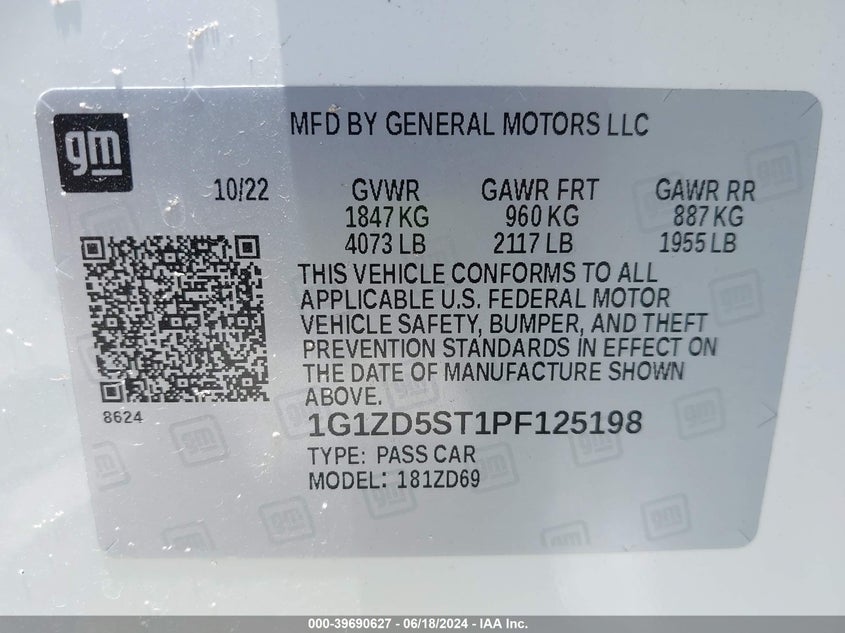 gm
MFD BY GENERAL MOTORS LLC
10/22 GVWR GAWR FRT GAWR RR
1847 KG 960 KG 887 KG
4073 LB 2117 LB 1955 LB
THIS VEHICLE CONFORMS TO ALL
APPLICABLE U.S. FEDERAL MOTOR
VEHICLE SAFETY, BUMPER, AND THEFT
PREVENTION STANDARDS IN EFFECT ON
THE DATE OF MANUFACTURE SHOWN
ABOVE.
8624
1G1ZD5ST1PF125198
TYPE: PASS CAR
MODEL: 181ZD69
000-39690627 - 06/18/2024 - IAA Inc.